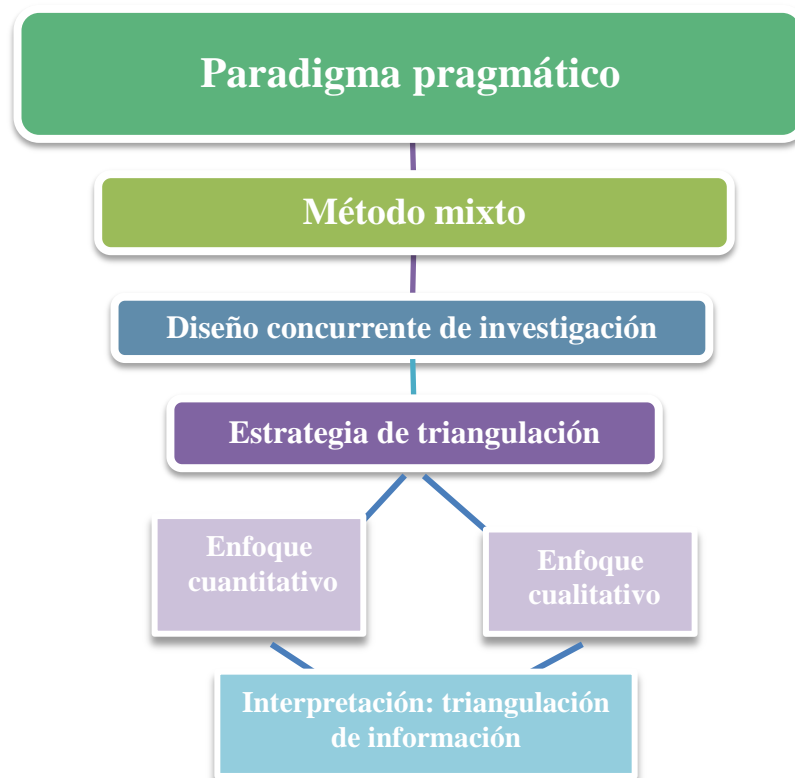 Paradigma pragmático
Método mixto
Diseño concurrente de investigación
Estrategia de triangulación
Enfoque
cuantitativo
Enfoque
cualitativo
Interpretación: triangulación
de información